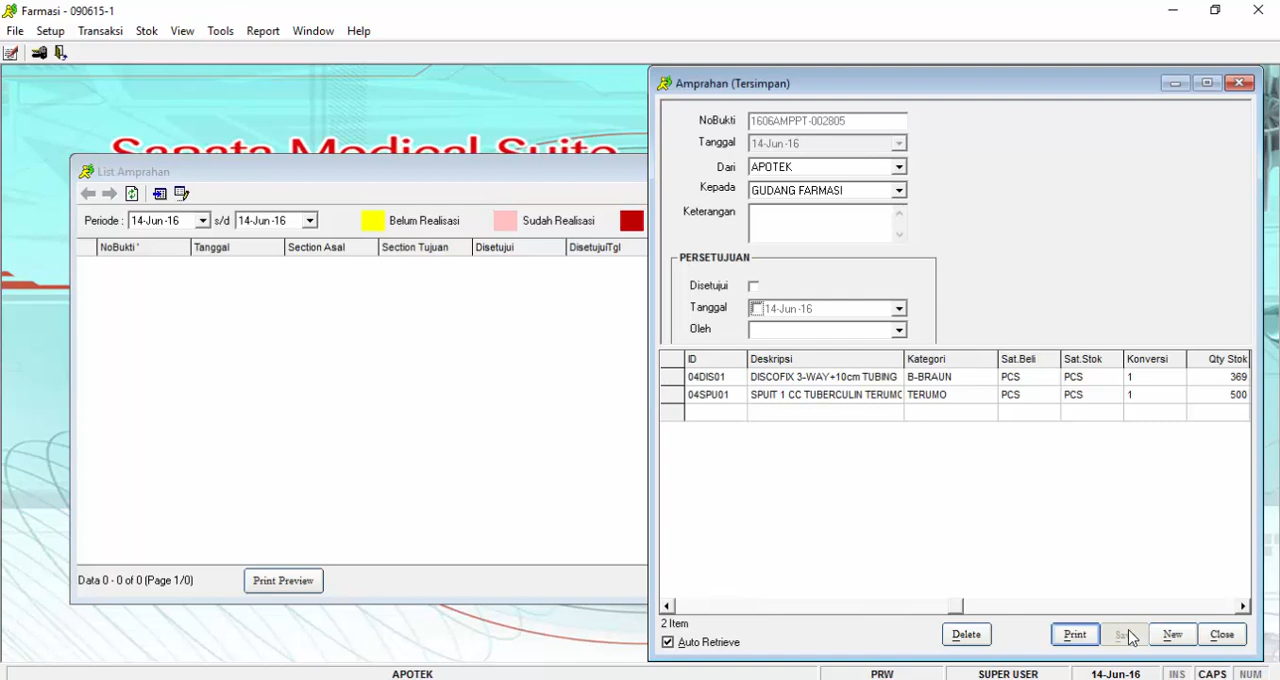 Farmasi - 090615-1
File Setup Transaksi Stok View Tools Report Window Help
Sanata Medical Suite
Amprahan (Tersimpan)
NoBukti 1606AMPPT-002805
Tanggal 14-Jun-16
Dari APOTEK
Kepada GUDANG FARMASI
Keterangan
PERSETUJUAN
Disetujui
Tanggal 14-Jun-16
Oleh
ID Deskripsi Kategori Sat.Beli Sat.Stok Konversi Qty Stok
04DIS01 DISCOFIX 3-WAY+10cm TUBING B-BRAUN PCS PCS 1 369
04SPU01 SPUIT 1 CC TUBERCULIN TERUMO TERUMO PCS PCS 1 500
2 Item
Auto Retrieve
Delete Print New Close
List Amprahan
Periode : 14-Jun-16 s/d 14-Jun-16 Belum Realisasi Sudah Realisasi
NoBukti ' Tanggal Section Asal Section Tujuan Disetujui DisetujuiTgl
Data 0 - 0 of 0 (Page 1/0) Print Preview
APOTEK PRW SUPER USER 14-Jun-16 INS CAPS NUM